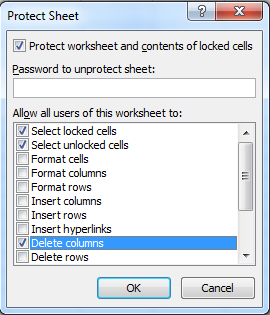 Protect Sheet
Protect worksheet and contents of locked cells
Password to unprotect sheet:
Allow all users of this worksheet to:
Select locked cells
Select unlocked cells
Format cells
Format columns
Format rows
Insert columns
Insert rows
Insert hyperlinks
Delete columns
Delete rows
OK Cancel